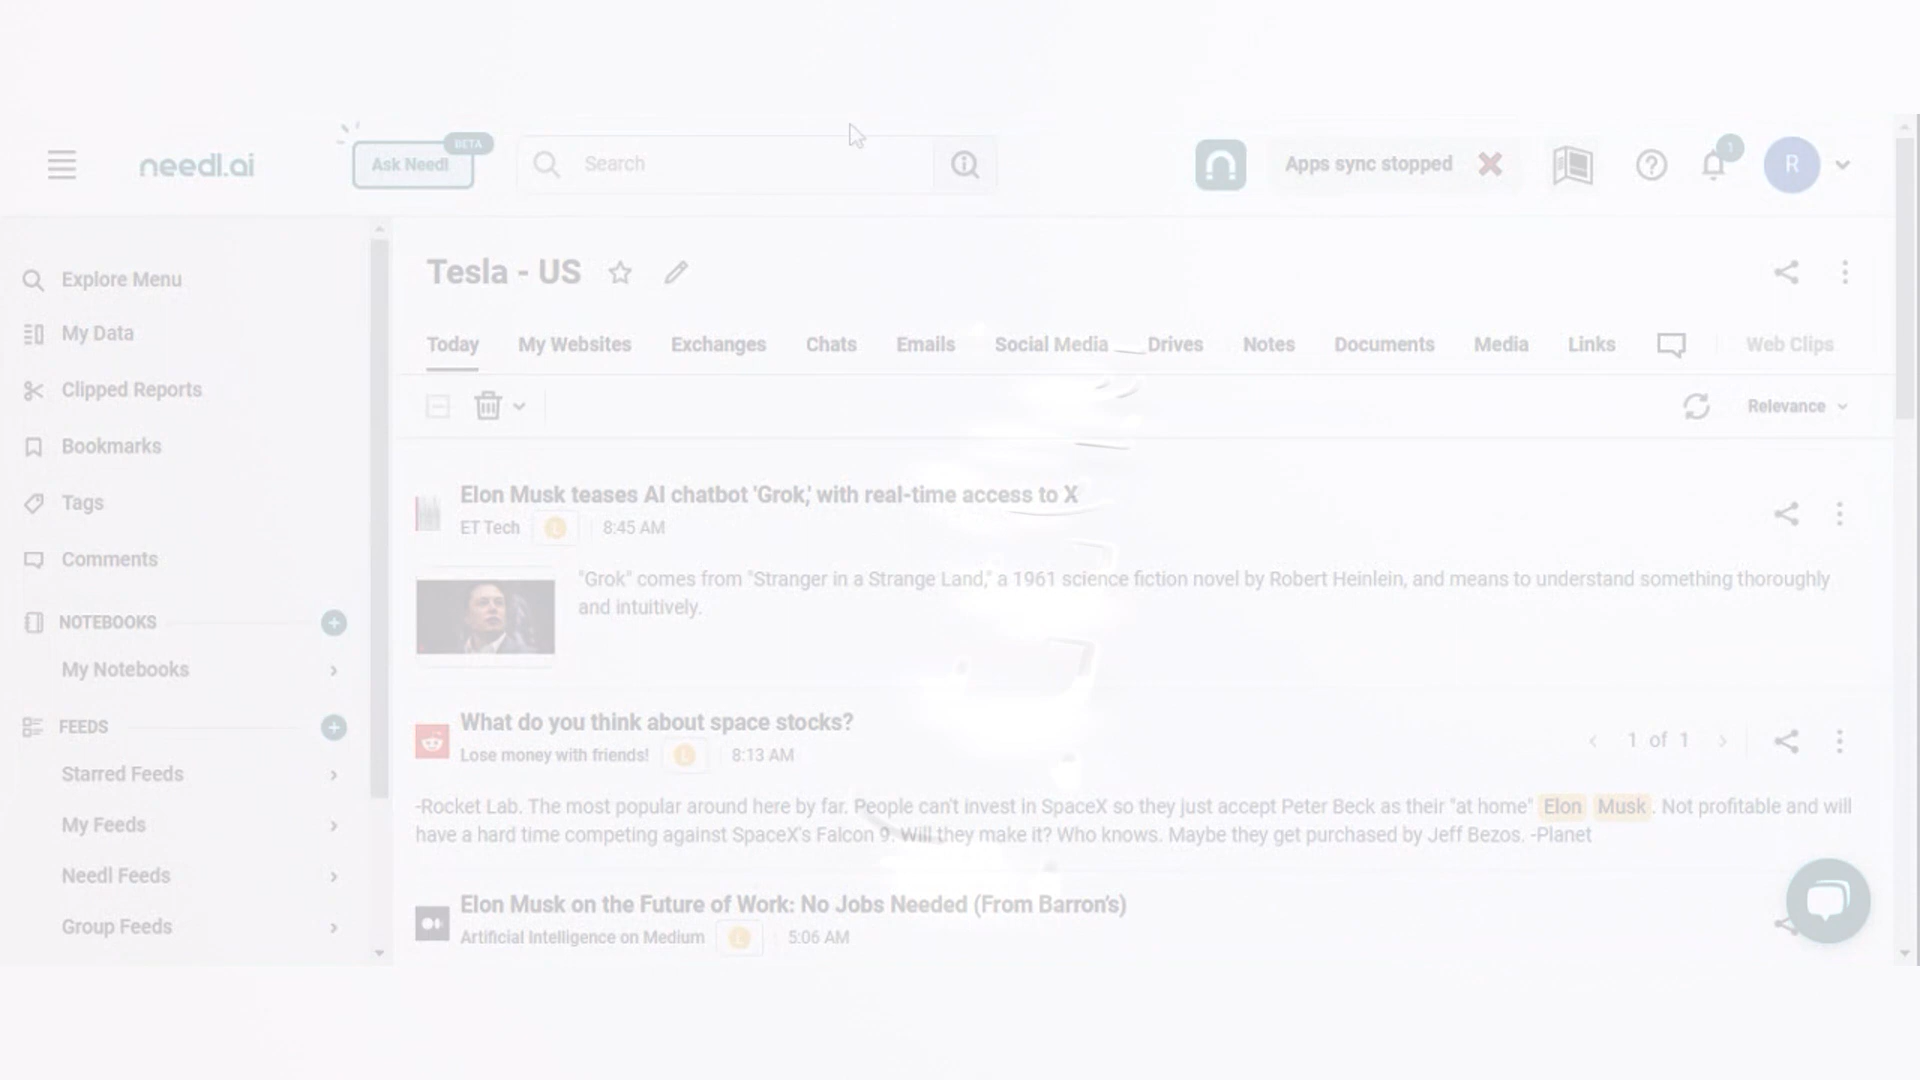 needl.ai
Ask Needl
BETA
Search
Apps sync stopped
1
R
Explore Menu
My Data
Clipped Reports
Bookmarks
Tags
Comments
NOTEBOOKS
My Notebooks
FEEDS
Starred Feeds
My Feeds
Needl Feeds
Group Feeds
Tesla - US
Today My Websites Exchanges Chats Emails Social Media Drives Notes Documents Media Links Web Clips
Relevance
Elon Musk teases AI chatbot 'Grok,' with real-time access to X
ET Tech L 8:45 AM
"Grok" comes from "Stranger in a Strange Land," a 1961 science fiction novel by Robert Heinlein, and means to understand something thoroughly
and intuitively.
What do you think about space stocks?
Lose money with friends! L 8:13 AM
1 of 1
-Rocket Lab. The most popular around here by far. People can't invest in SpaceX so they just accept Peter Beck as their "at home" Elon Musk. Not profitable and will
have a hard time competing against SpaceX's Falcon 9. Will they make it? Who knows. Maybe they get purchased by Jeff Bezos. -Planet
Elon Musk on the Future of Work: No Jobs Needed (From Barron's)
Artificial Intelligence on Medium L 5:06 AM